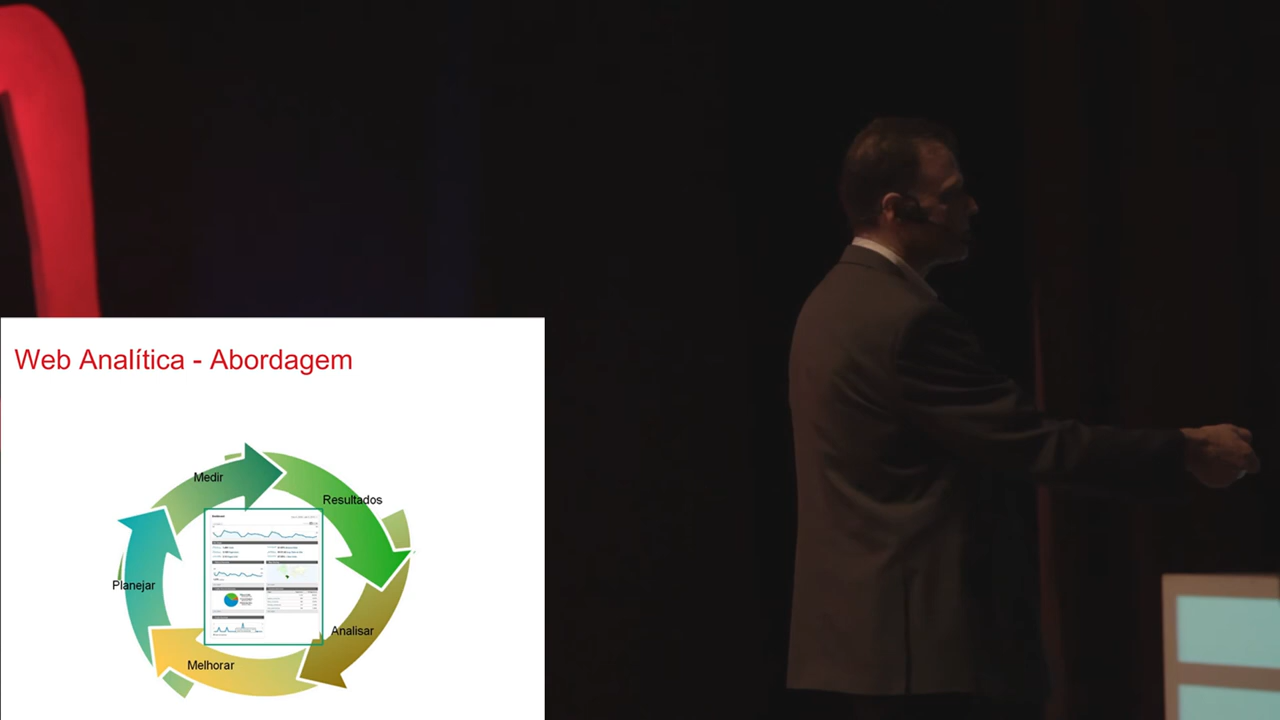 Web Analítica - Abordagem
Medir
Resultados
Planejar
Analisar
Melhorar